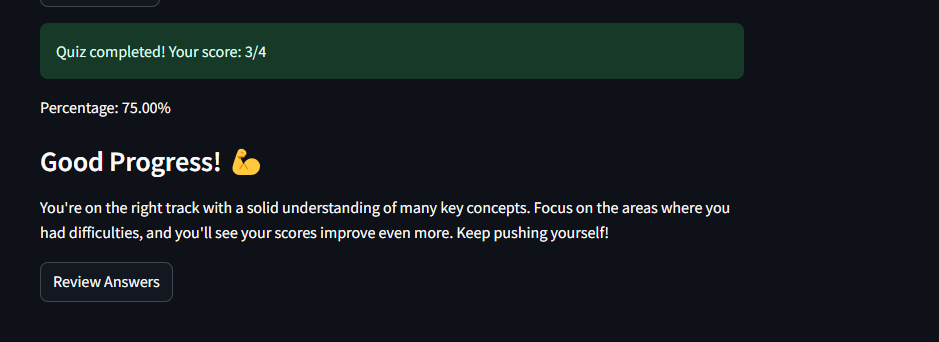 Quiz completed! Your score: 3/4
Percentage: 75.00%
Good Progress! 💪
You're on the right track with a solid understanding of many key concepts. Focus on the areas where you
had difficulties, and you'll see your scores improve even more. Keep pushing yourself!
Review Answers